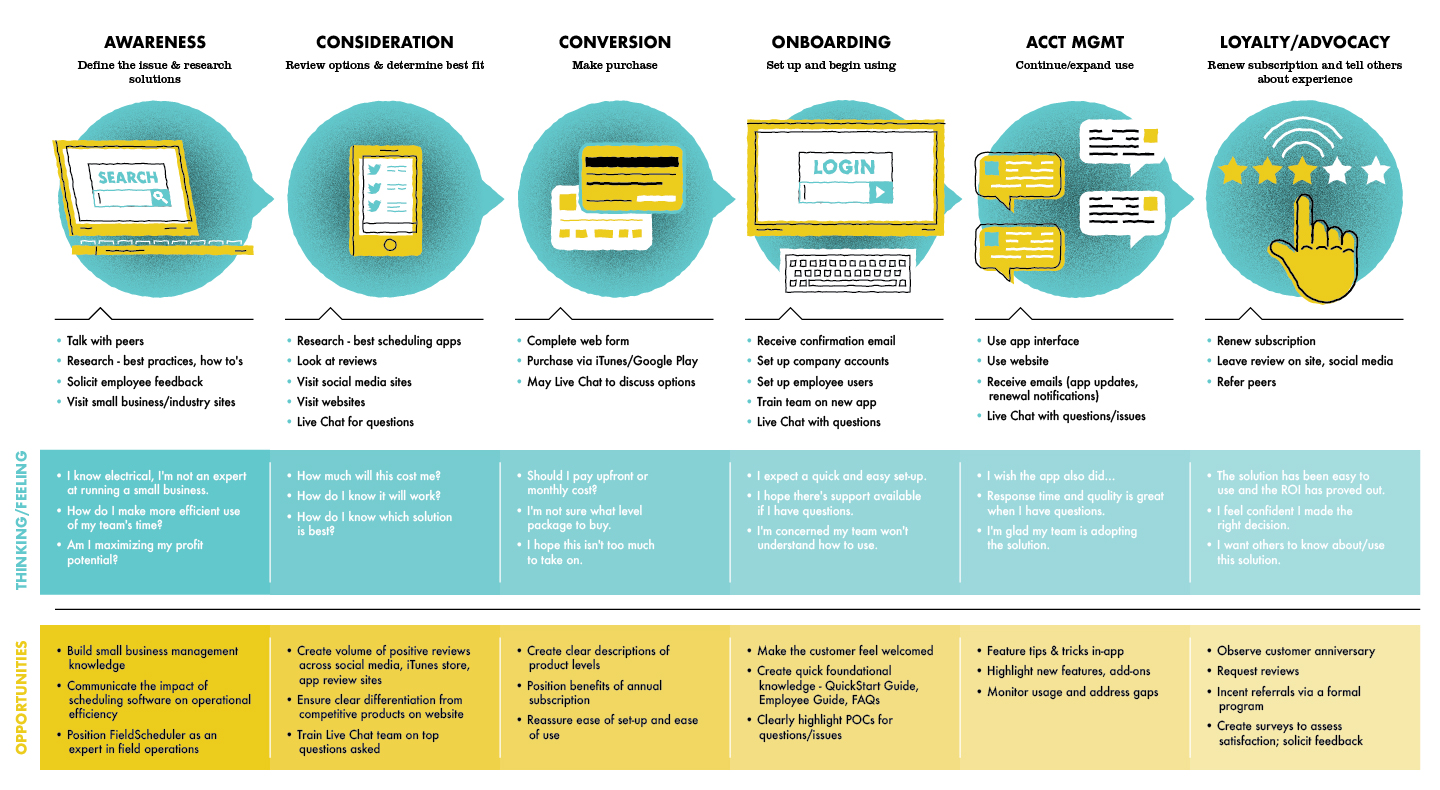 AWARENESS
Define the issue & research
solutions
CONSIDERATION
Review options & determine best fit
CONVERSION
Make purchase
ONBOARDING
Set up and begin using
ACCT MGMT
Continue/expand use
LOYALTY/ADVOCACY
Renew subscription and tell others
about experience
SEARCH
LOGIN
• Talk with peers
• Research - best practices, how to's
• Solicit employee feedback
• Visit small business/industry sites
• Research - best scheduling apps
• Look at reviews
• Visit social media sites
• Visit websites
• Live Chat for questions
• Complete web form
• Purchase via iTunes/Google Play
• May Live Chat to discuss options
• Receive confirmation email
• Set up company accounts
• Set up employee users
• Train team on new app
• Live Chat with questions
• Use app interface
• Use website
• Receive emails (app updates,
renewal notifications)
• Live Chat with questions/issues
• Renew subscription
• Leave review on site, social media
• Refer peers
THINKING/FEELING
• I know electrical, I'm not an expert
at running a small business.
• How do I make more efficient use
of my team's time?
• Am I maximizing my profit
potential?
• How much will this cost me?
• How do I know it will work?
• How do I know which solution
is best?
• Should I pay upfront or
monthly cost?
• I'm not sure what level
package to buy.
• I hope this isn't too much
to take on.
• I expect a quick and easy set-up.
• I hope there's support available
if I have questions.
• I'm concerned my team won't
understand how to use.
• I wish the app also did...
• Response time and quality is great
when I have questions.
• I'm glad my team is adopting
the solution.
• The solution has been easy to
use and the ROI has proved out.
• I feel confident I made the
right decision.
• I want others to know about/use
this solution.
OPPORTUNITIES
• Build small business management
knowledge
• Communicate the impact of
scheduling software on operational
efficiency
• Position FieldScheduler as an
expert in field operations
• Create volume of positive reviews
across social media, iTunes store,
app review sites
• Ensure clear differentiation from
competitive products on website
• Train Live Chat team on top
questions asked
• Create clear descriptions of
product levels
• Position benefits of annual
subscription
• Reassure ease of set-up and ease
of use
• Make the customer feel welcomed
• Create quick foundational
knowledge - QuickStart Guide,
Employee Guide, FAQs
• Clearly highlight POCs for
questions/issues
• Feature tips & tricks in-app
• Highlight new features, add-ons
• Monitor usage and address gaps
• Observe customer anniversary
• Request reviews
• Incent referrals via a formal
program
• Create surveys to assess
satisfaction; solicit feedback